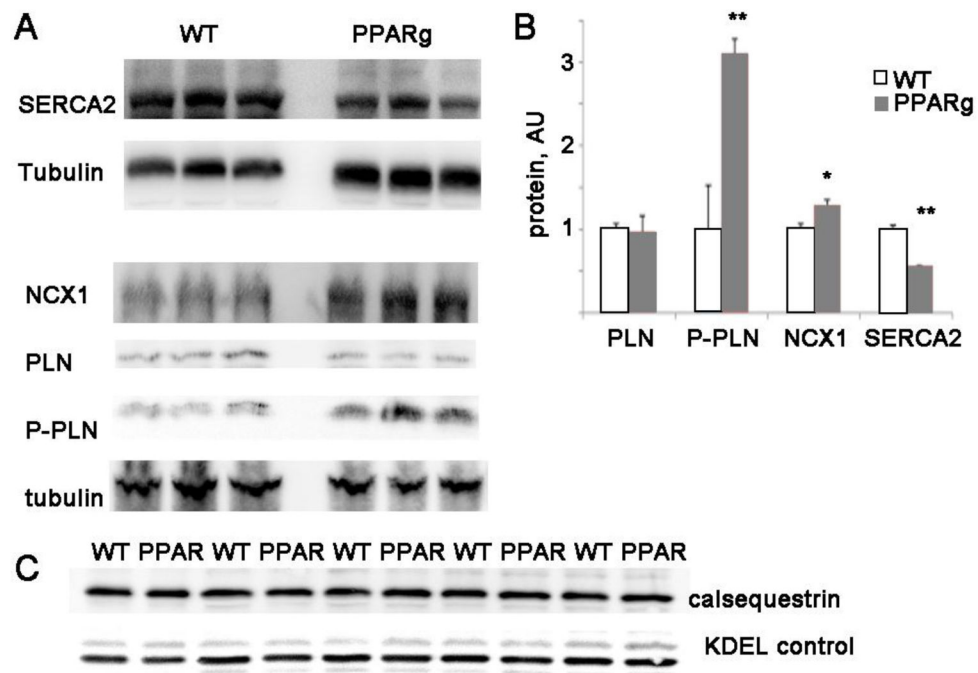 A
WT PPARg
SERCA2
Tubulin
NCX1
PLN
P-PLN
tubulin
B
** 
3
WT
PPARg
protein, AU
*
**
1
PLN P-PLN NCX1 SERCA2
C
WT PPAR WT PPAR WT PPAR WT PPAR WT PPAR
calsequestrin
KDEL control